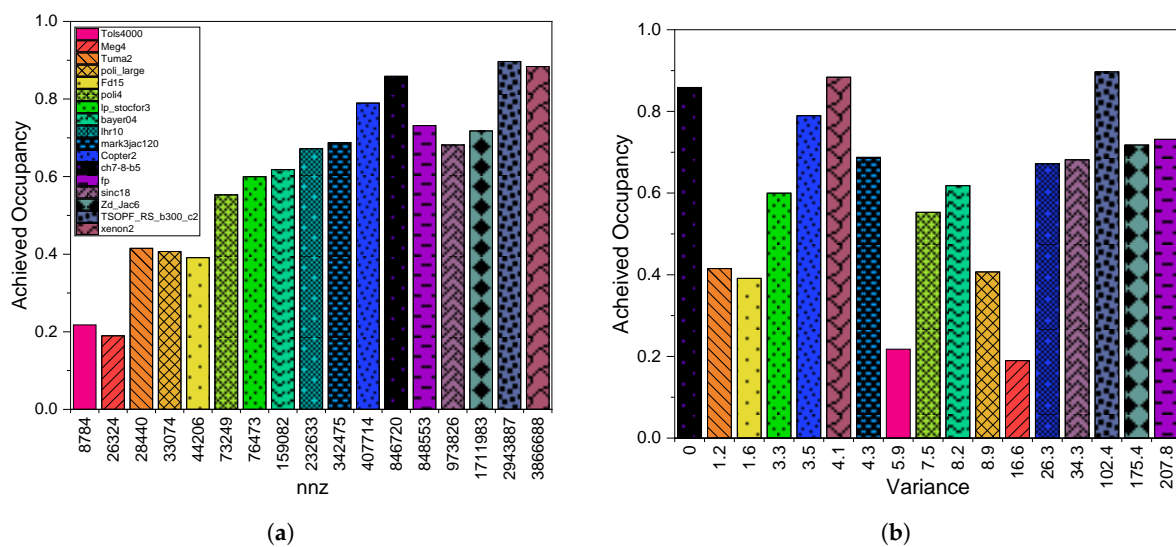 1.0
0.8
0.6
0.4
0.2
0.0
Achieved Occupancy
Tols4000
Meg4
Tuma2
poli_large
Fd15
poli4
lp_stocfor3
bayer04
lhr10
mark3jac120
Copter2
ch7-8-b5
fp
sinc18
Zd_Jac6
TSOPF_RS_b300_c2
xenon2
8784
26324
28440
33074
44206
73249
76473
159082
232633
342475
407714
846720
848553
973826
1711983
2943887
3866688
nnz
(a)
1.0
0.8
0.6
0.4
0.2
0.0
Acheived Occupancy
0
1.2
1.6
3.3
3.5
4.1
4.3
5.9
7.5
8.2
8.9
16.6
26.3
34.3
102.4
175.4
207.8
Variance
(b)